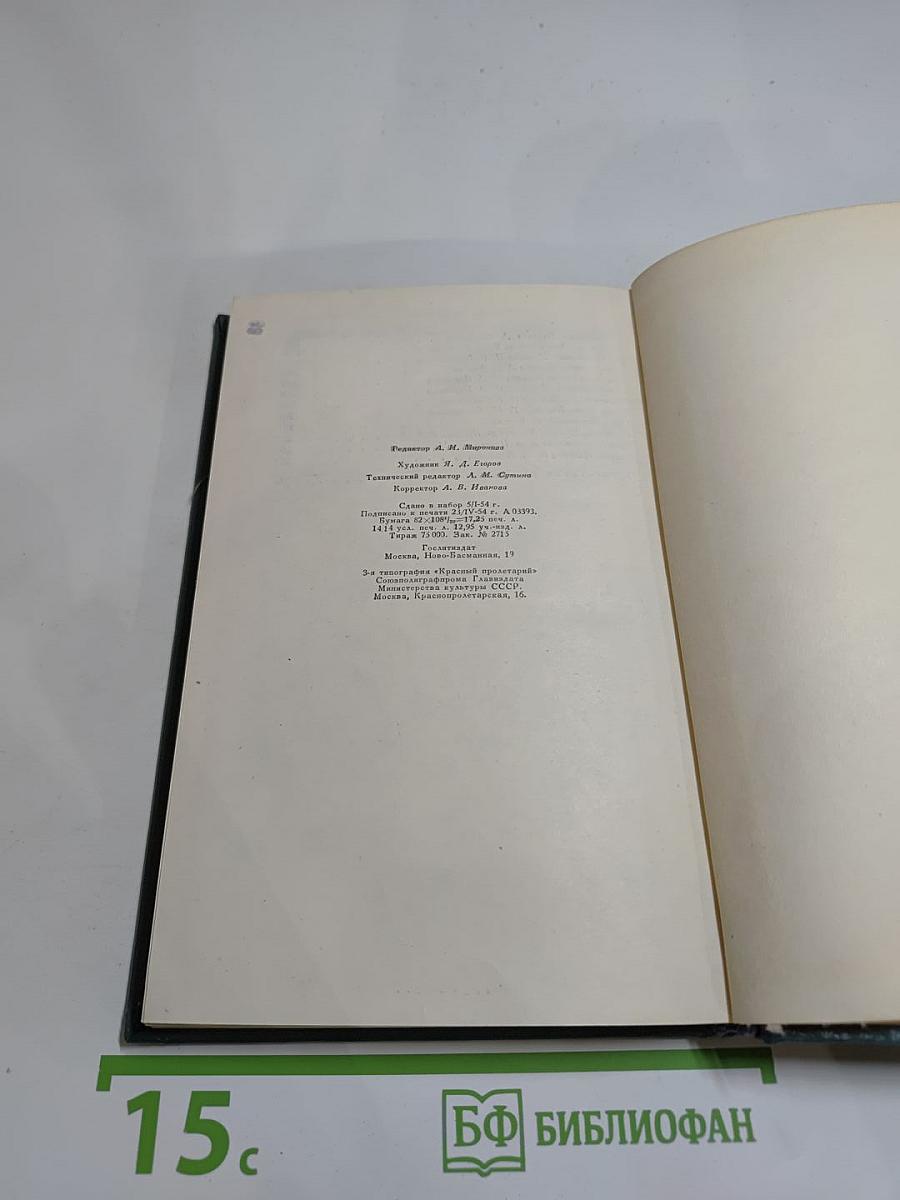 Редактор А. И. Миронова
Художник Я. Д. Егоров
Технический редактор Л. М. Сутина
Корректор А. В. Иванова
Сдано в набор 5/I-54 г.
Подписано к печати 23/IV-54 г. А 03393.
Бумага 82×108¹/₃₂=17,25 печ. л.
14,14 усл. печ. л. 12,95 уч.-изд. л.
Тираж 75 000. Зак. № 2715
Гослитиздат
Москва, Ново-Басманная, 19
3-я типография «Красный пролетарий»
Союзполиграфпрома Главиздата
Министерства культуры СССР.
Москва, Краснопролетарская, 16.
15 с
БФ БИБЛИОФАН